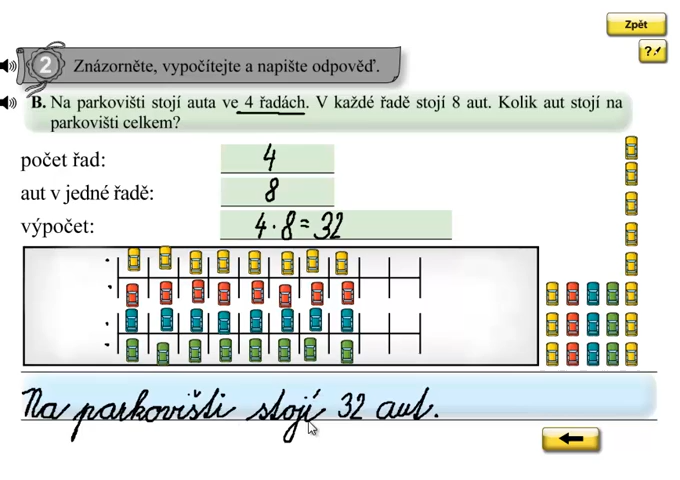 Zpět
?✓
2 Znázorněte, vypočítejte a napište odpověď.
B. Na parkovišti stojí auta ve 4 řadách. V každé řadě stojí 8 aut. Kolik aut stojí na
parkovišti celkem?
počet řad: 4
aut v jedné řadě: 8
výpočet: 4 · 8 = 32
Na parkovišti stojí 32 aut.